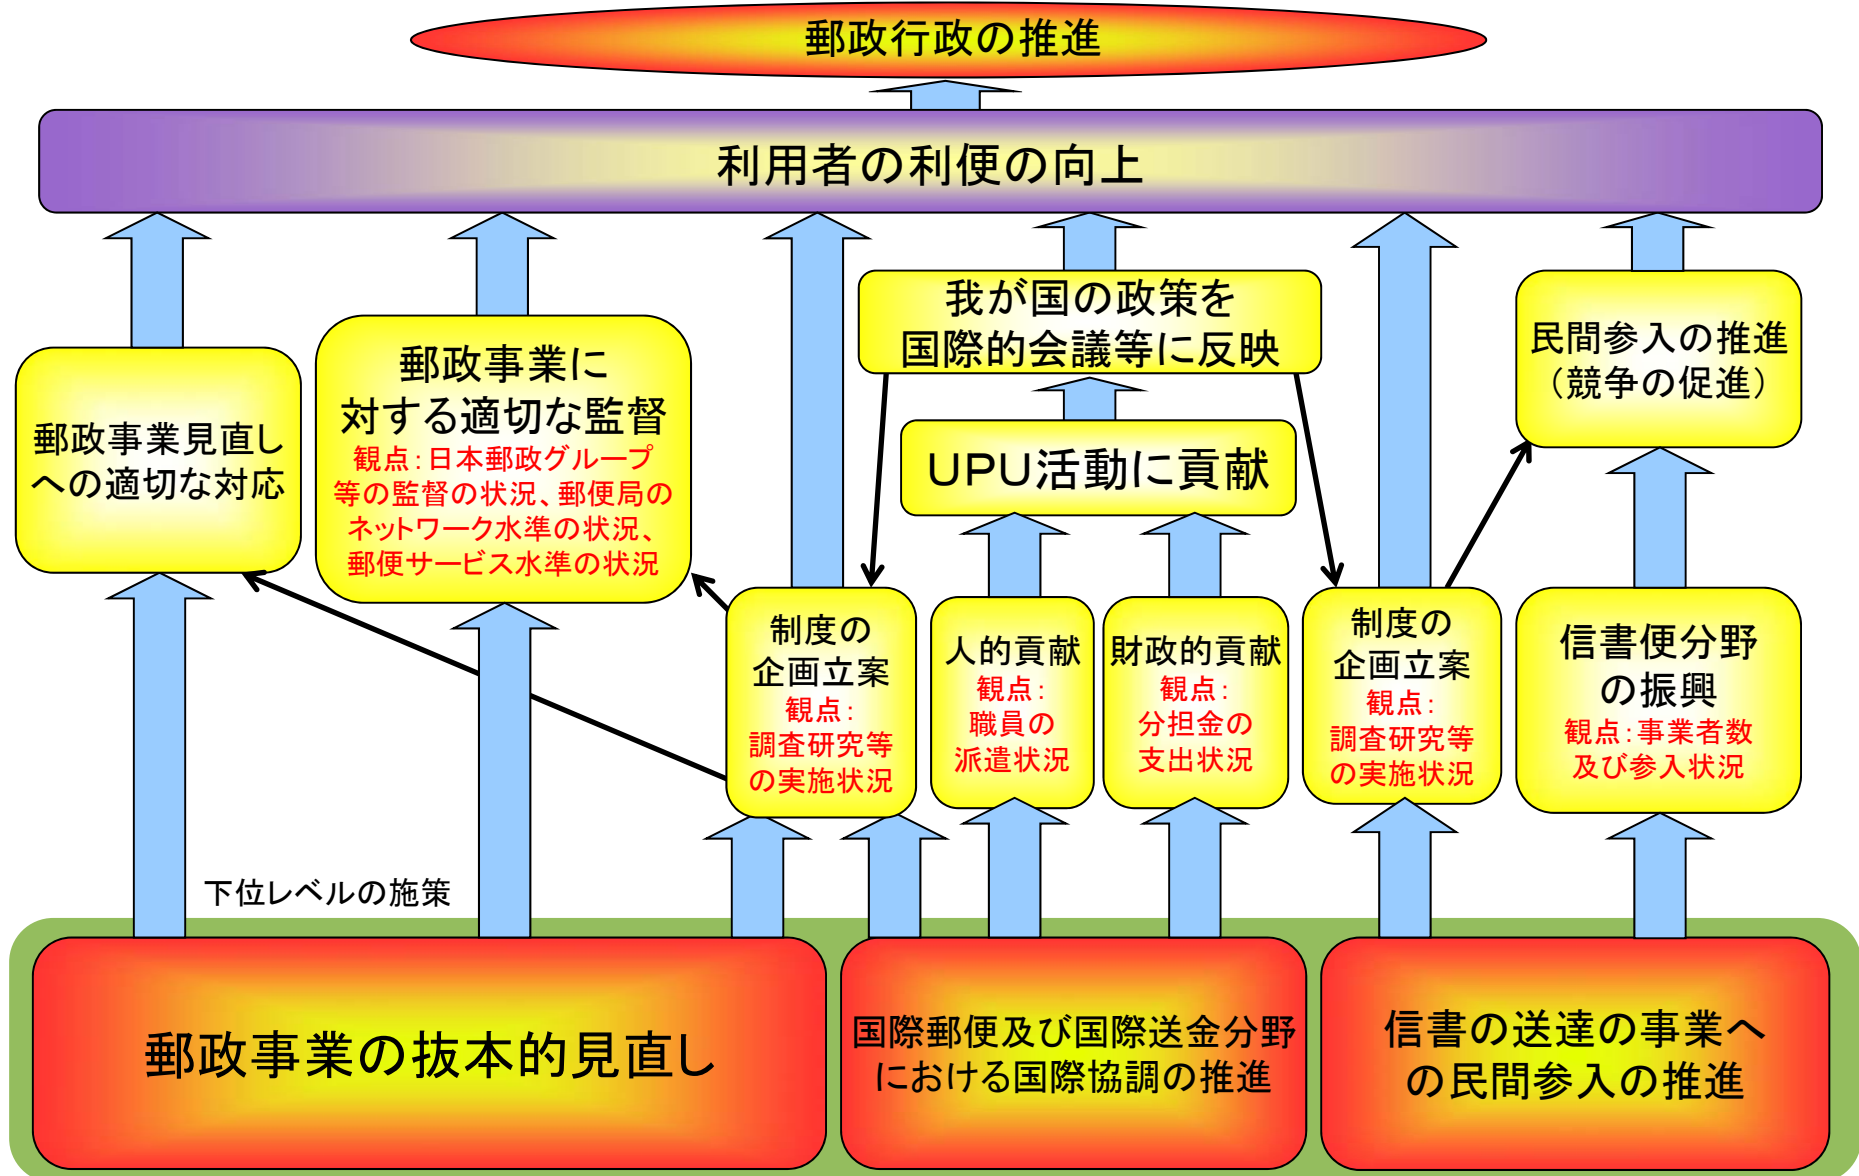 郵政行政の推進
利用者の利便の向上
郵政事業見直し
への適切な対応
郵政事業に
対する適切な監督
観点：日本郵政グループ
等の監督の状況、郵便局の
ネットワーク水準の状況、
郵便サービス水準の状況
我が国の政策を
国際的会議等に反映
ＵＰＵ活動に貢献
民間参入の推進
（競争の促進）
制度の
企画立案
観点：
調査研究等
の実施状況
人的貢献
観点：
職員の
派遣状況
財政的貢献
観点：
分担金の
支出状況
制度の
企画立案
観点：
調査研究等
の実施状況
信書便分野
の振興
観点：事業者数
及び参入状況
下位レベルの施策
郵政事業の抜本的見直し
国際郵便及び国際送金分野
における国際協調の推進
信書の送達の事業へ
の民間参入の推進